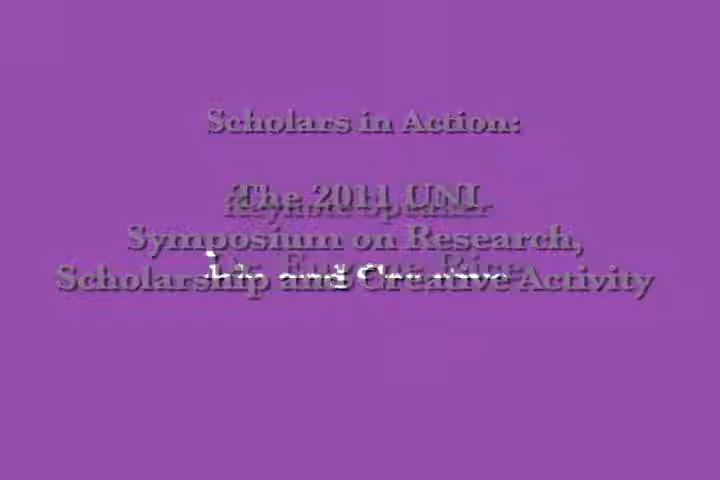 Scholars in Action:
The 2011 UNI
Symposium on Research,
Scholarship and Creative Activity